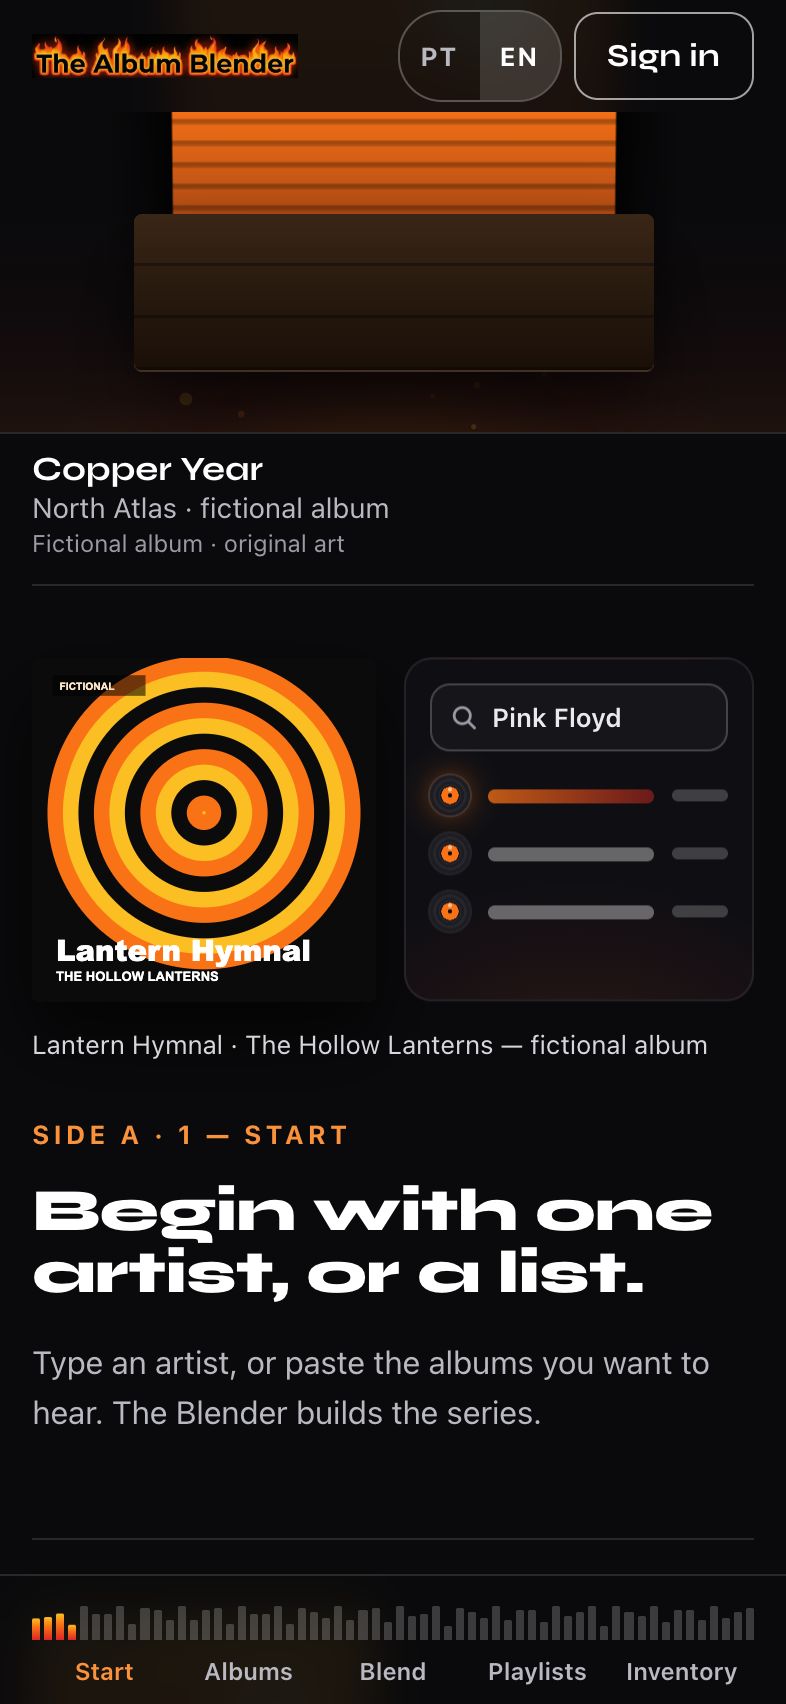 The Album Blender
PT
EN
Sign in
Copper Year
North Atlas · fictional album
Fictional album · original art
FICTIONAL
Lantern Hymnal
THE HOLLOW LANTERNS
Pink Floyd
Lantern Hymnal · The Hollow Lanterns — fictional album
SIDE A · 1 — START
Begin with one
artist, or a list.
Type an artist, or paste the albums you want to
hear. The Blender builds the series.
Start
Albums
Blend
Playlists
Inventory